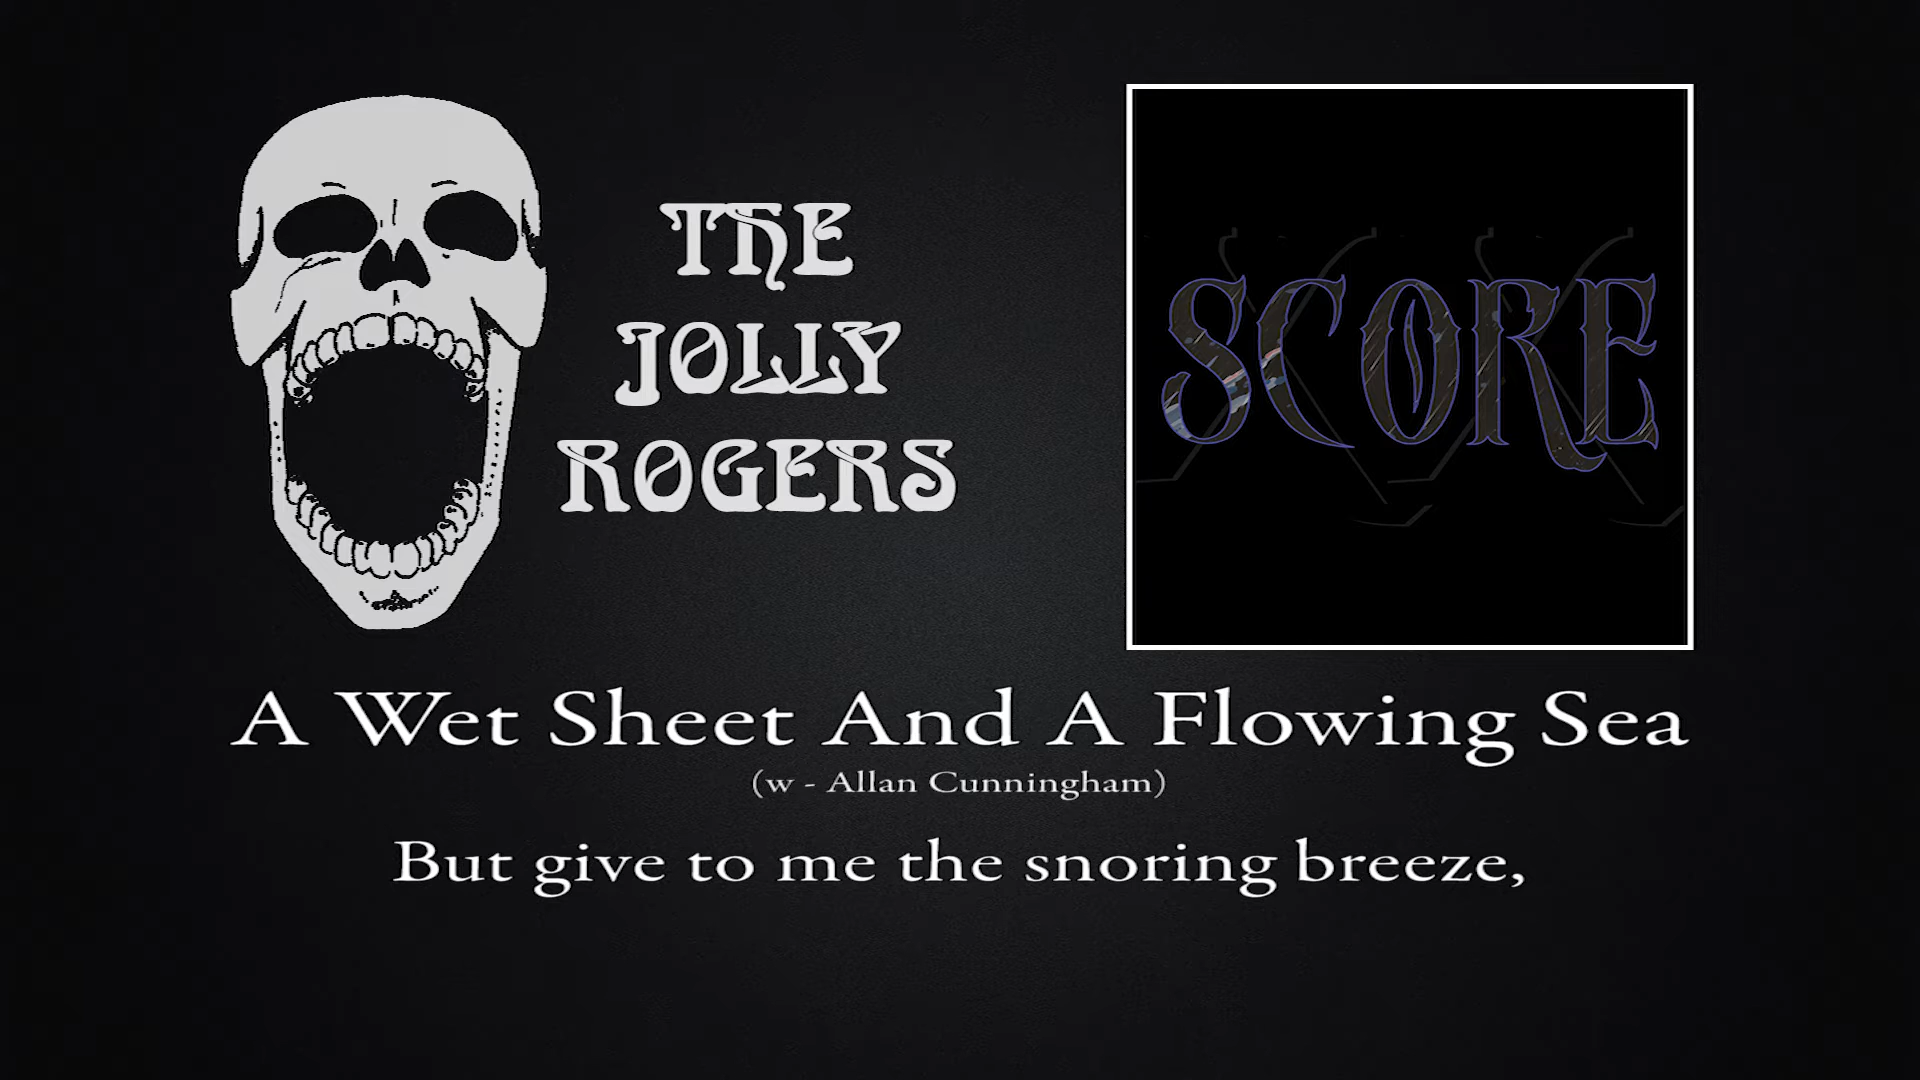 THE
JOLLY
ROGERS
SCORE
A Wet Sheet And A Flowing Sea
(w - Allan Cunningham)
But give to me the snoring breeze,